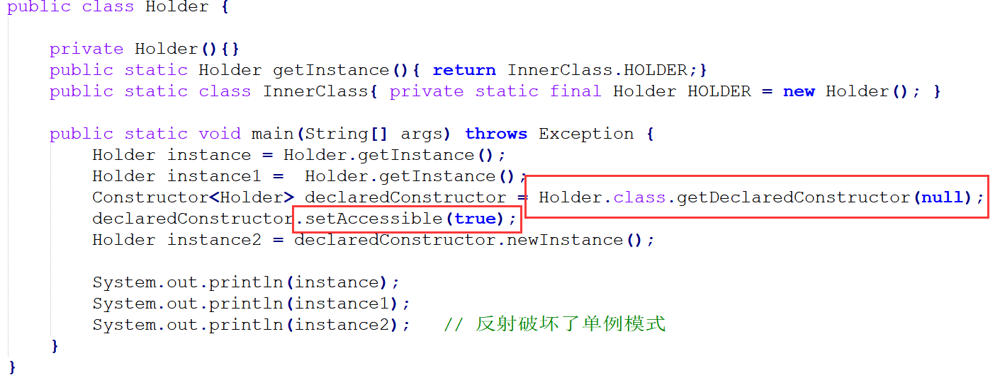 public class Holder {
private Holder(){}
public static Holder getInstance(){ return InnerClass.HOLDER;}
public static class InnerClass{ private static final Holder HOLDER = new Holder(); }
public static void main(String[] args) throws Exception {
Holder instance = Holder.getInstance();
Holder instance1 =  Holder.getInstance();
Constructor<Holder> declaredConstructor = Holder.class.getDeclaredConstructor(null);
declaredConstructor.setAccessible(true);
Holder instance2 = declaredConstructor.newInstance();
System.out.println(instance);
System.out.println(instance1);
System.out.println(instance2);   // 反射破坏了单例模式
}
}